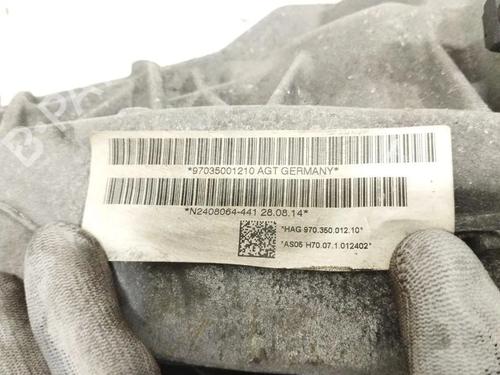 *97035001210 AGT GERMANY*
*N2408064-441 28.08.14*
*HAG 970.350.012.10*
*AS05 H70.07.1.012402*
B-P